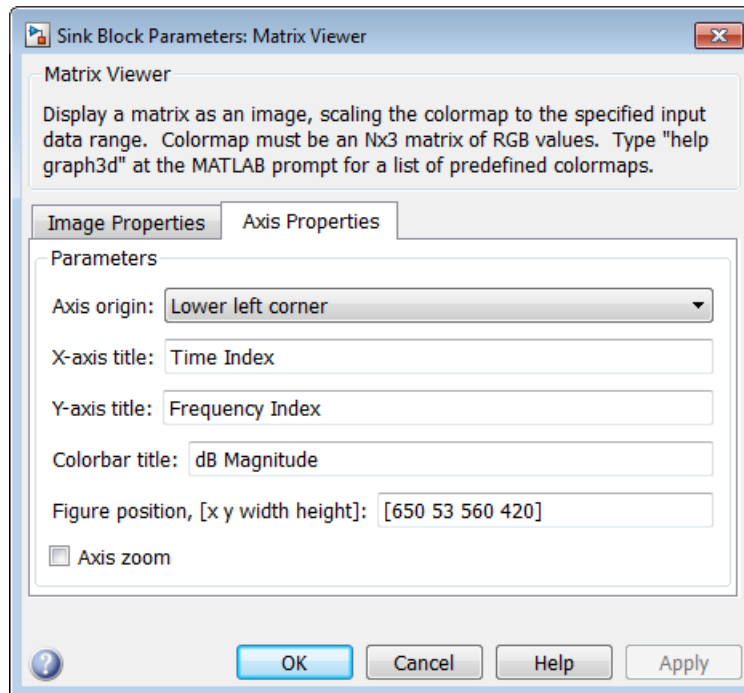 Sink Block Parameters: Matrix Viewer
Matrix Viewer
Display a matrix as an image, scaling the colormap to the specified input
data range.  Colormap must be an Nx3 matrix of RGB values.  Type "help
graph3d" at the MATLAB prompt for a list of predefined colormaps.
Image Properties
Axis Properties
Parameters
Axis origin: Lower left corner
X-axis title: Time Index
Y-axis title: Frequency Index
Colorbar title: dB Magnitude
Figure position, [x y width height]: [650 53 560 420]
Axis zoom
? OK Cancel Help Apply